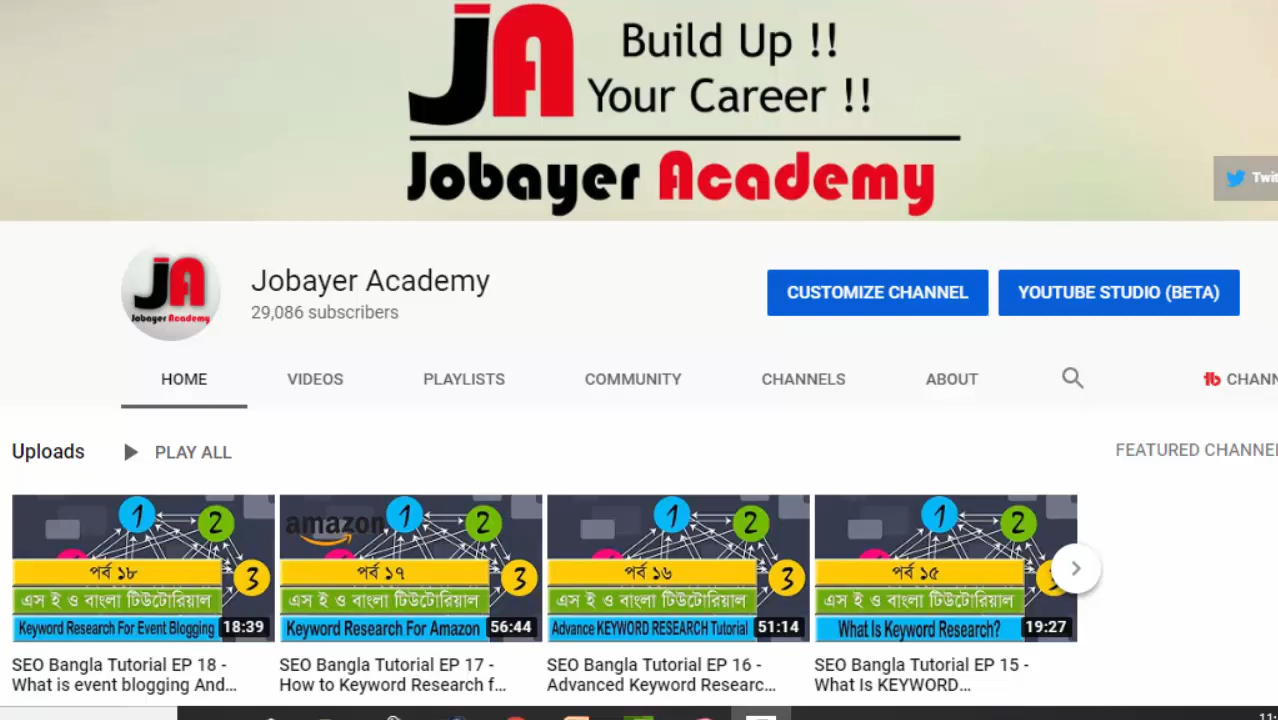 JA
Build Up !!
Your Career !!
Jobayer Academy
JA
Jobayer Academy
Jobayer Academy
29,086 subscribers
CUSTOMIZE CHANNEL
YOUTUBE STUDIO (BETA)
HOME
VIDEOS
PLAYLISTS
COMMUNITY
CHANNELS
ABOUT
Uploads
PLAY ALL
1
2
3
পর্ব ১৮
এস ই ও বাংলা টিউটোরিয়াল
Keyword Research For Event Blogging
18:39
SEO Bangla Tutorial EP 18 -
What is event blogging And...
amazon
1
2
3
পর্ব ১৭
এস ই ও বাংলা টিউটোরিয়াল
Keyword Research For Amazon
56:44
SEO Bangla Tutorial EP 17 -
How to Keyword Research f...
1
2
3
পর্ব ১৬
এস ই ও বাংলা টিউটোরিয়াল
Advance KEYWORD RESEARCH Tutorial
51:14
SEO Bangla Tutorial EP 16 -
Advanced Keyword Researc...
1
2
পর্ব ১৫
এস ই ও বাংলা টিউটোরিয়াল
What Is Keyword Research?
19:27
SEO Bangla Tutorial EP 15 -
What Is KEYWORD...